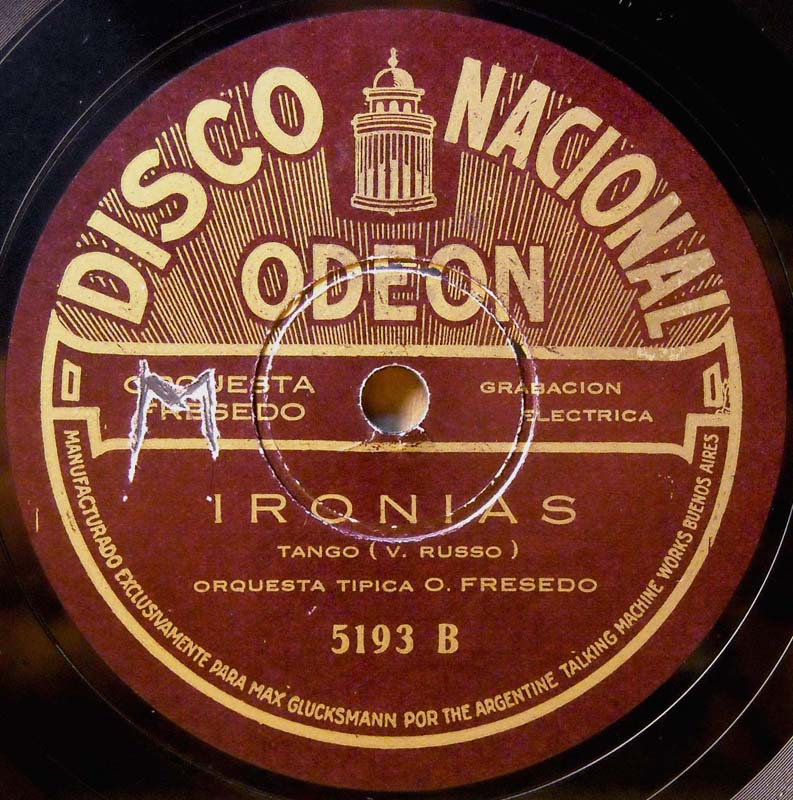 DISCO NACIONAL
ODEON
ORQUESTA
FRESEDO
M
GRABACION
ELECTRICA
IRONIAS
TANGO ( V. RUSSO )
ORQUESTA TIPICA O. FRESEDO
5193 B
MANUFACTURADO EXCLUSIVAMENTE PARA MAX GLUCKSMANN POR THE ARGENTINE TALKING MACHINE WORKS BUENOS AIRES